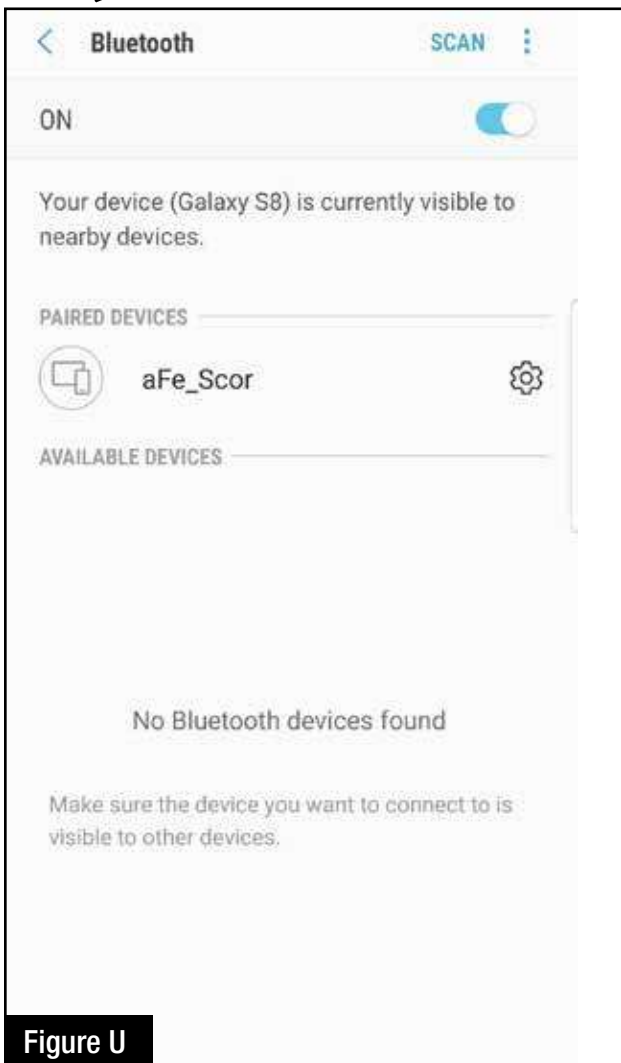 Bluetooth SCAN
ON
Your device (Galaxy S8) is currently visible to
nearby devices.
PAIRED DEVICES
aFe_Scor
AVAILABLE DEVICES
No Bluetooth devices found
Make sure the device you want to connect to is
visible to other devices.
Figure U